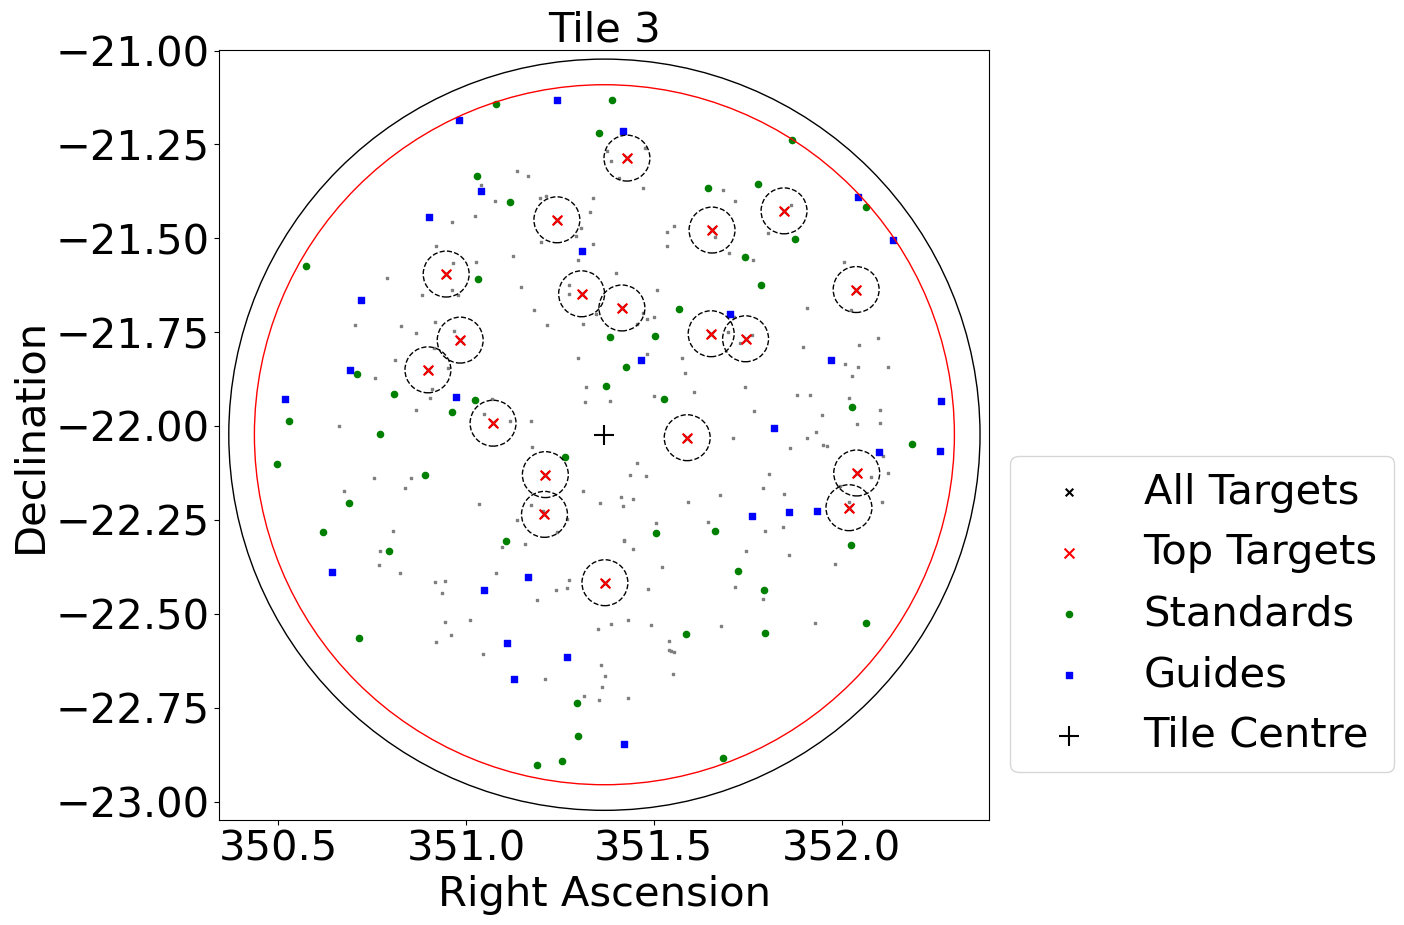 Tile 3
−21.00
−21.25
−21.50
−21.75
−22.00
−22.25
−22.50
−22.75
−23.00
Declination
350.5 351.0 351.5 352.0
Right Ascension
All Targets
Top Targets
Standards
Guides
Tile Centre